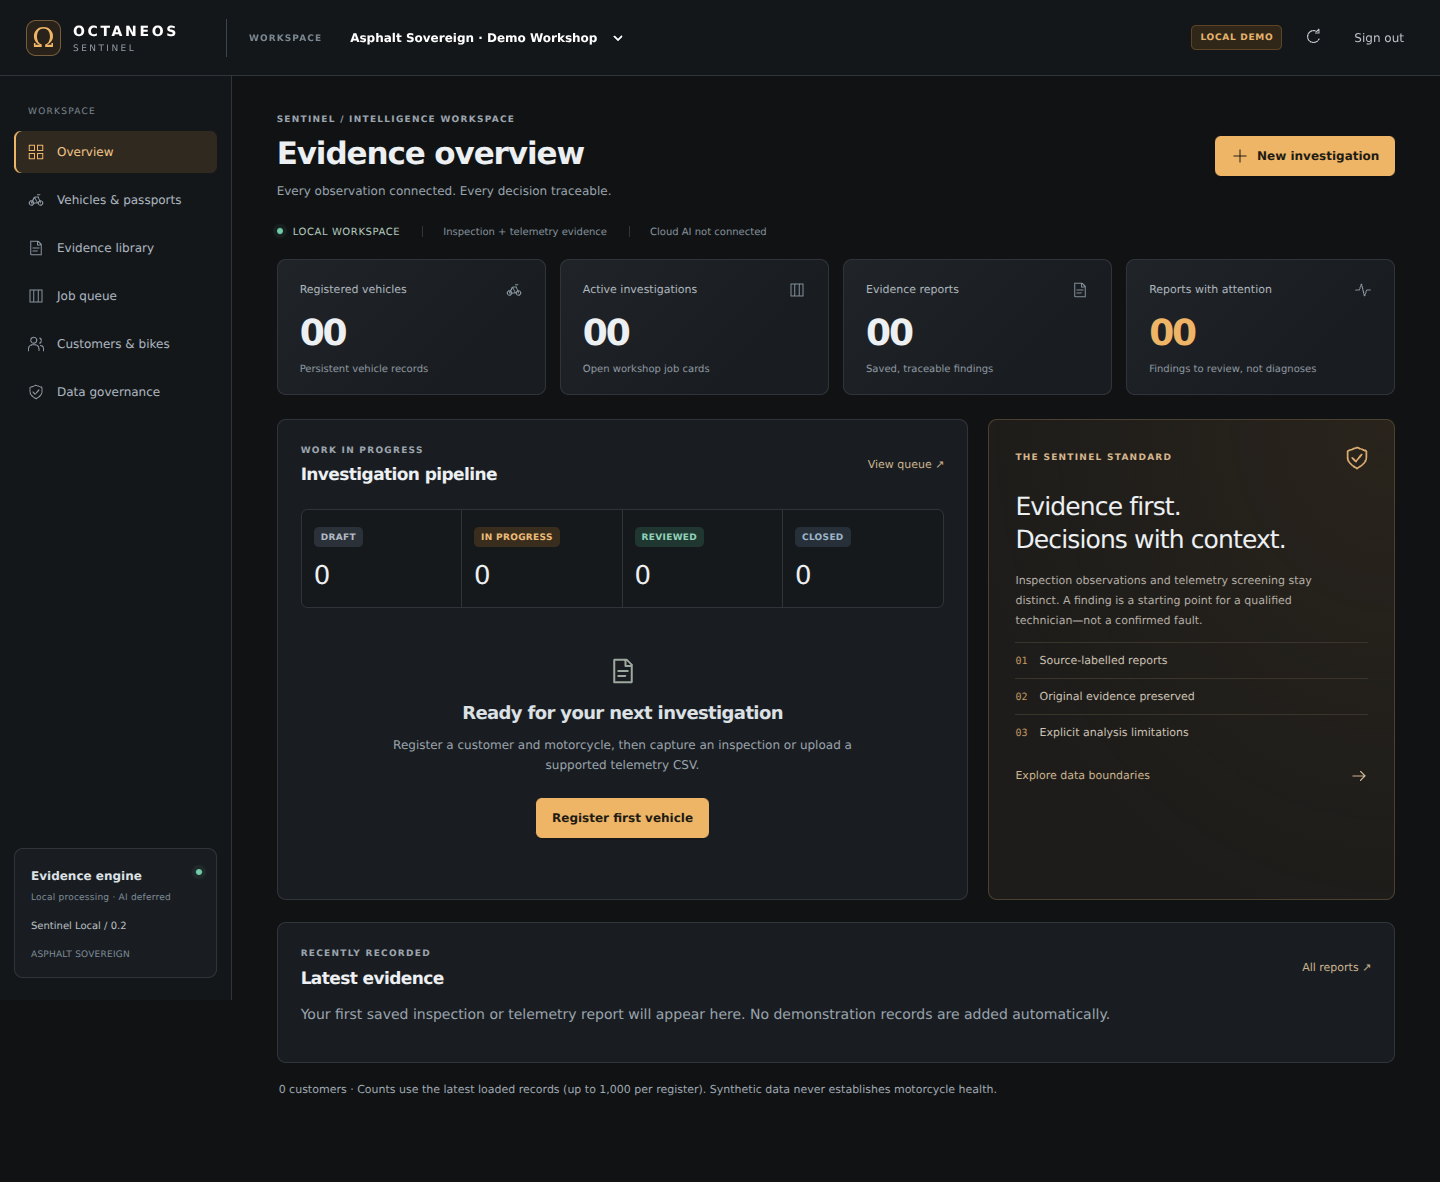 Ω
OCTANEOS
SENTINEL
WORKSPACE
Asphalt Sovereign · Demo Workshop
LOCAL DEMO
Sign out
WORKSPACE
Overview
Vehicles & passports
Evidence library
Job queue
Customers & bikes
Data governance
Evidence engine
Local processing · AI deferred
Sentinel Local / 0.2
ASPHALT SOVEREIGN
SENTINEL / INTELLIGENCE WORKSPACE
Evidence overview
Every observation connected. Every decision traceable.
New investigation
LOCAL WORKSPACE
Inspection + telemetry evidence
Cloud AI not connected
Registered vehicles
00
Persistent vehicle records
Active investigations
00
Open workshop job cards
Evidence reports
00
Saved, traceable findings
Reports with attention
00
Findings to review, not diagnoses
WORK IN PROGRESS
Investigation pipeline
View queue ↗
DRAFT
0
IN PROGRESS
0
REVIEWED
0
CLOSED
0
Ready for your next investigation
Register a customer and motorcycle, then capture an inspection or upload a
supported telemetry CSV.
Register first vehicle
THE SENTINEL STANDARD
Evidence first.
Decisions with context.
Inspection observations and telemetry screening stay
distinct. A finding is a starting point for a qualified
technician—not a confirmed fault.
01 Source-labelled reports
02 Original evidence preserved
03 Explicit analysis limitations
Explore data boundaries
RECENTLY RECORDED
Latest evidence
All reports ↗
Your first saved inspection or telemetry report will appear here. No demonstration records are added automatically.
0 customers · Counts use the latest loaded records (up to 1,000 per register). Synthetic data never establishes motorcycle health.